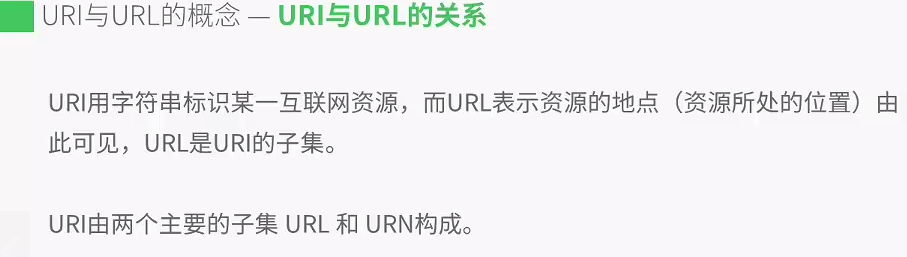 URI与URL的概念 — URI与URL的关系
URI用字符串标识某一互联网资源，而URL表示资源的地点（资源所处的位置）由
此可见，URL是URI的子集。
URI由两个主要的子集 URL 和 URN构成。